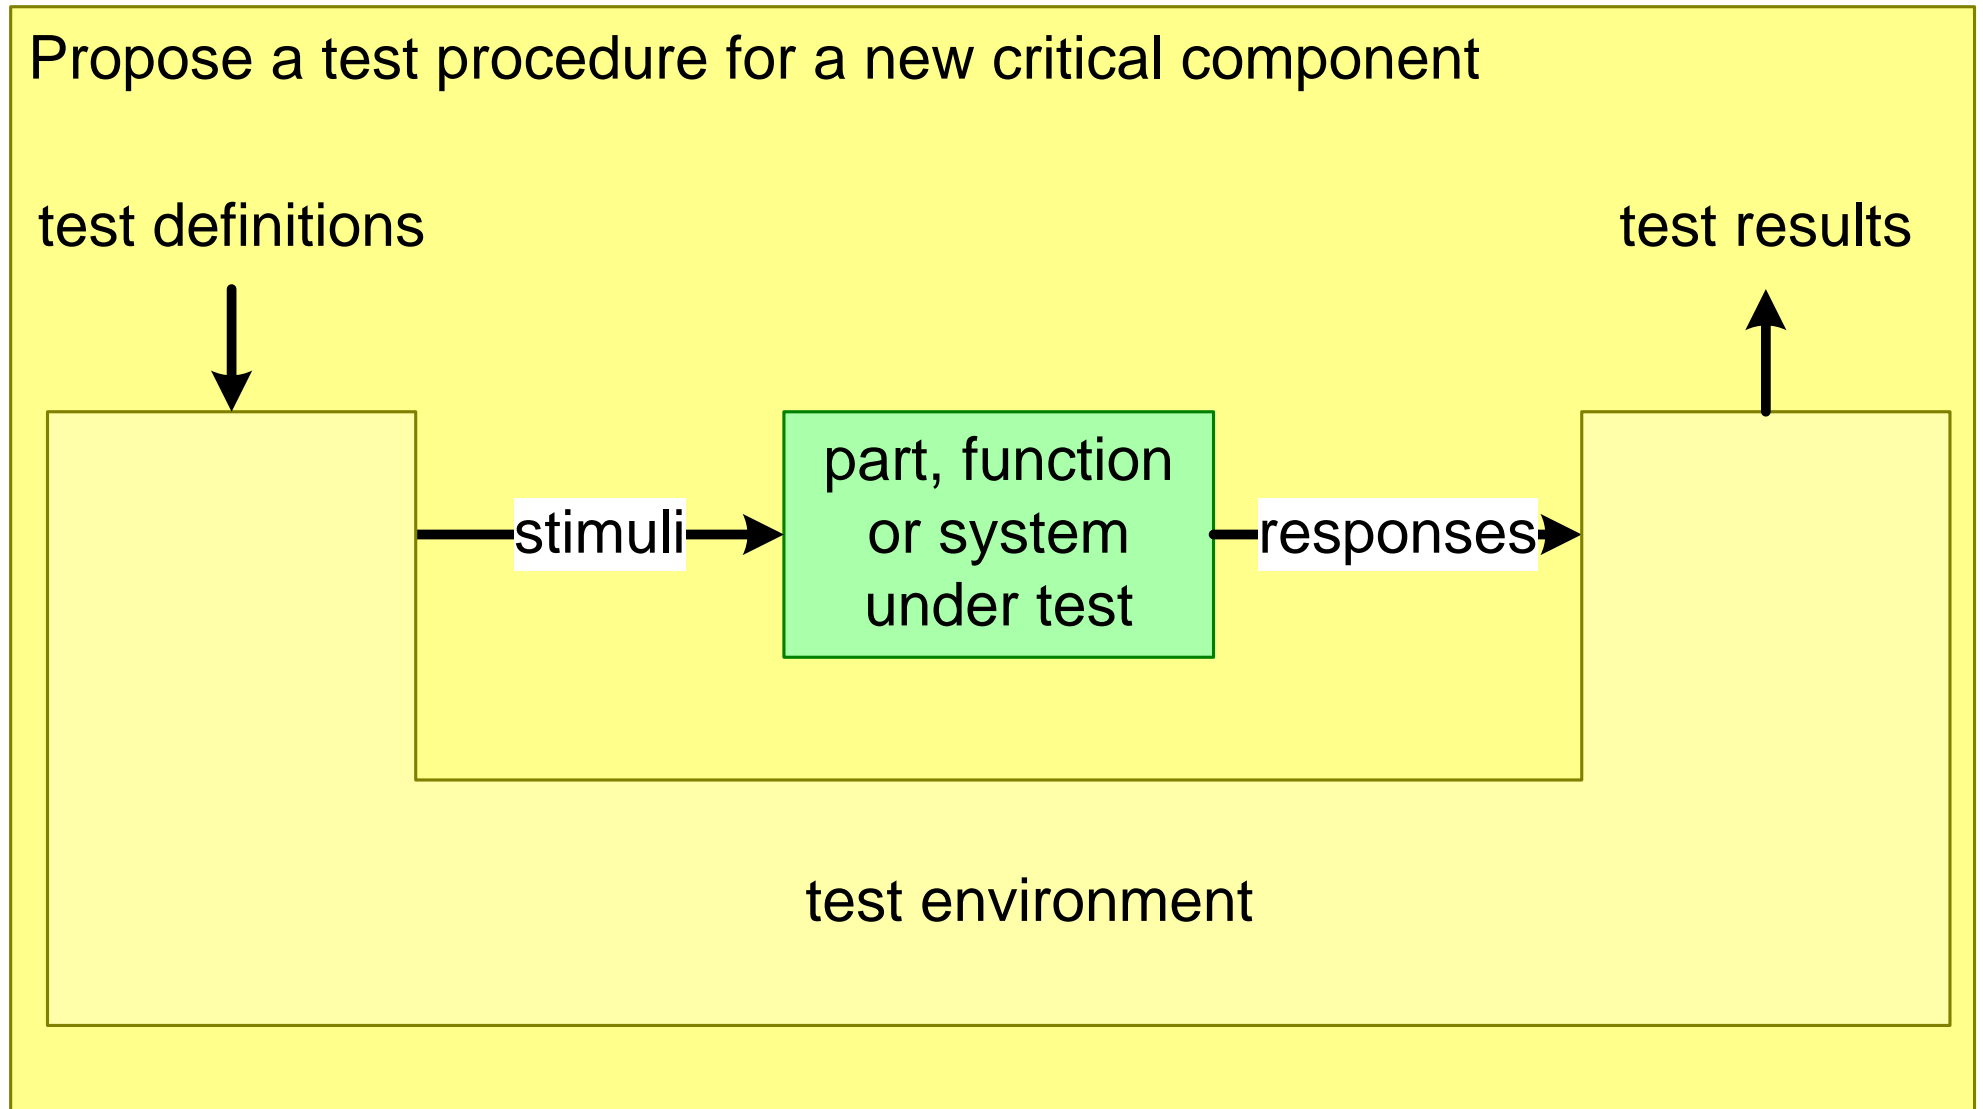 Propose a test procedure for a new critical component
test definitions
test results
part, function
or system
under test
stimuli
responses
test environment